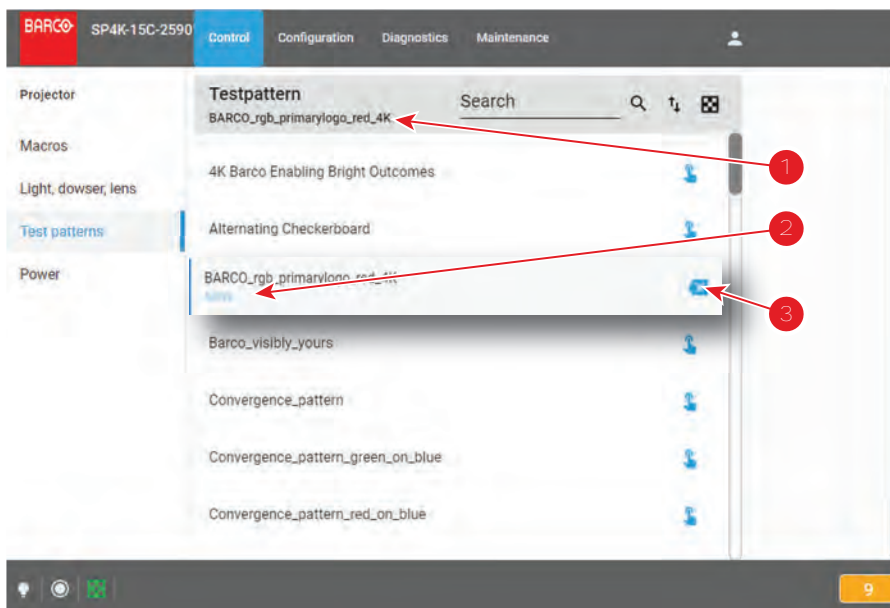 BARCO
SP4K-15C-2590
Control
Configuration
Diagnostics
Maintenance
Projector
Macros
Light, dowser, lens
Test patterns
Power
Testpattern
BARCO_rgb_primarylogo_red_4K
Search
4K Barco Enabling Bright Outcomes
Alternating Checkerboard
BARCO_rgb_primarylogo_red_4K
Barco_visibly_yours
Convergence_pattern
Convergence_pattern_green_on_blue
Convergence_pattern_red_on_blue
1
2
3
9